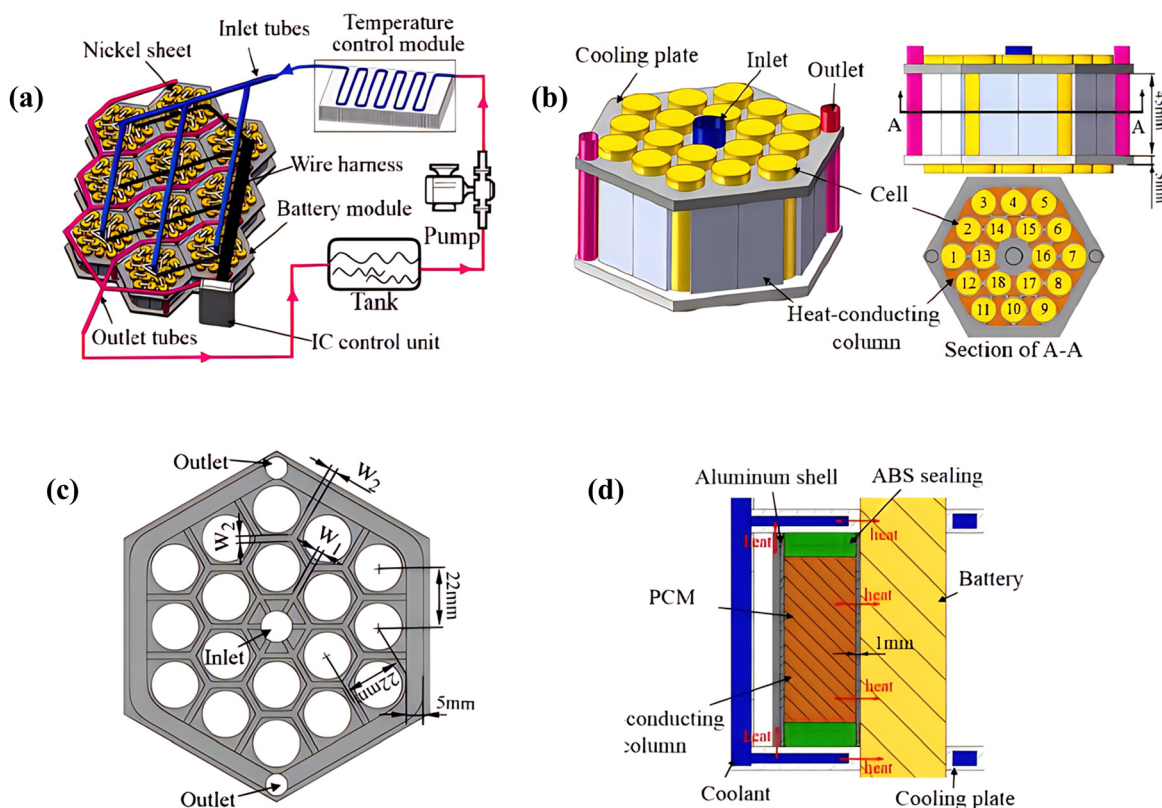 (a)
Nickel sheet
Inlet tubes
Temperature
control module
Wire harness
Battery module
Pump
Tank
Outlet tubes
IC control unit
(b)
Cooling plate
Inlet
Outlet
Cell
Heat-conducting
column
A
A
45mm
3 4 5
2 14 15 6
1 13 16 7
12 18 17 8
11 10 9
Section of A-A
(c)
Outlet
W2
W2
W1
22mm
Inlet
22mm
5mm
Outlet
(d)
Aluminum shell
ABS sealing
heat
heat
PCM
heat
Battery
1mm
heat
-conducting
column
heat
heat
Coolant
Cooling plate